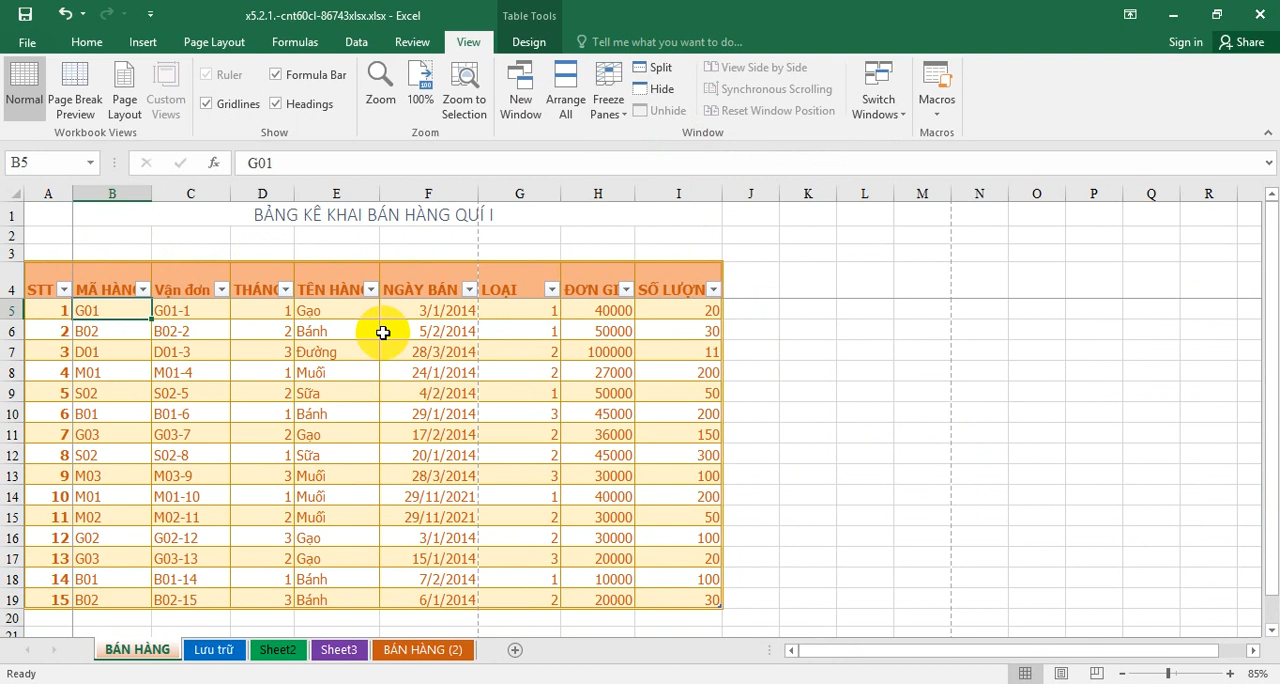 x5.2.1.-cnt60cl-86743xlsx.xlsx - Excel
Table Tools
File Home Insert Page Layout Formulas Data Review View Design Tell me what you want to do... Sign in Share
Normal Page Break Preview Page Layout Custom Views
Workbook Views
Ruler Formula Bar
Gridlines Headings
Show
Zoom 100% Zoom to Selection
Zoom
New Window Arrange All Freeze Panes
Split
Hide
Unhide
View Side by Side
Synchronous Scrolling
Reset Window Position
Window
Switch Windows
Macros
Macros
B5 fx G01
A B C D E F G H I J K L M N O P Q R
1 BẢNG KÊ KHAI BÁN HÀNG QUÍ I
2
3
4 STT MÃ HÀN Vận đơn THÁNG TÊN HÀN NGÀY BÁN LOẠI ĐƠN GI SỐ LƯỢN
5 1 G01 G01-1 1 Gạo 3/1/2014 1 40000 20
6 2 B02 B02-2 2 Bánh 5/2/2014 1 50000 30
7 3 D01 D01-3 3 Đường 28/3/2014 2 100000 11
8 4 M01 M01-4 1 Muối 24/1/2014 2 27000 200
9 5 S02 S02-5 2 Sữa 4/2/2014 1 50000 50
10 6 B01 B01-6 1 Bánh 29/1/2014 3 45000 200
11 7 G03 G03-7 2 Gạo 17/2/2014 2 36000 150
12 8 S02 S02-8 1 Sữa 20/1/2014 2 45000 300
13 9 M03 M03-9 3 Muối 28/3/2014 3 30000 100
14 10 M01 M01-10 1 Muối 29/11/2021 1 40000 200
15 11 M02 M02-11 2 Muối 29/11/2021 2 30000 50
16 12 G02 G02-12 3 Gạo 3/1/2014 2 30000 100
17 13 G03 G03-13 2 Gạo 15/1/2014 3 20000 20
18 14 B01 B01-14 1 Bánh 7/2/2014 1 10000 100
19 15 B02 B02-15 3 Bánh 6/1/2014 2 20000 30
20
21
BÁN HÀNG Lưu trữ Sheet2 Sheet3 BÁN HÀNG (2)
Ready 85%